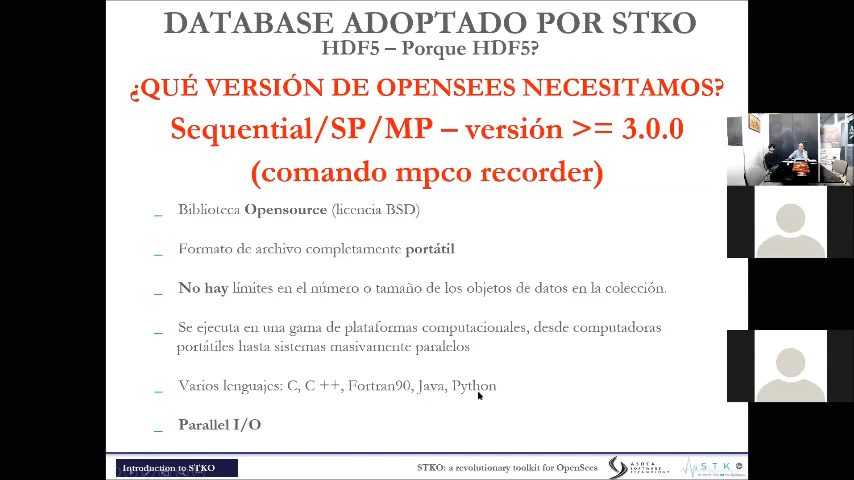 DATABASE ADOPTADO POR STKO
HDF5 – Porque HDF5?
¿QUÉ VERSIÓN DE OPENSEES NECESITAMOS?
Sequential/SP/MP – versión >= 3.0.0
(comando mpco recorder)
_ Biblioteca Opensource (licencia BSD)
_ Formato de archivo completamente portátil
_ No hay límites en el número o tamaño de los objetos de datos en la colección.
_ Se ejecuta en una gama de plataformas computacionales, desde computadoras
portátiles hasta sistemas masivamente paralelos
_ Varios lenguajes: C, C ++, Fortran90, Java, Python
_ Parallel I/O
Introduction to STKO
STKO: a revolutionary toolkit for OpenSees
ASDEA
SOFTWARE
TECHNOLOGY
STK